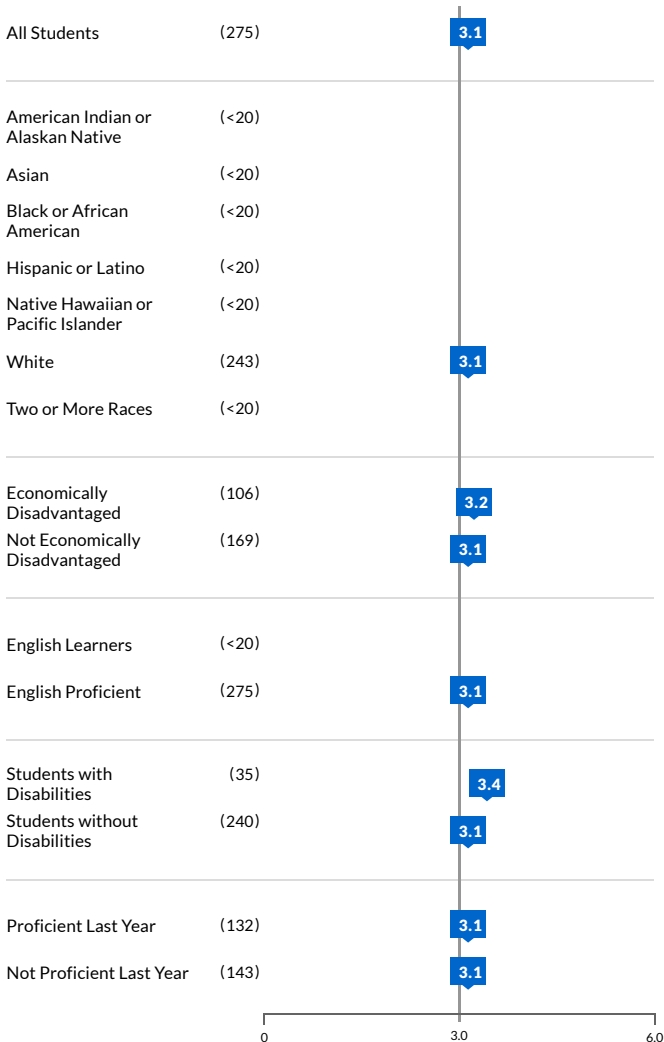 All Students (275) 3.1
American Indian or (<20)
Alaskan Native
Asian (<20)
Black or African (<20)
American
Hispanic or Latino (<20)
Native Hawaiian or (<20)
Pacific Islander
White (243) 3.1
Two or More Races (<20)
Economically (106) 3.2
Disadvantaged
Not Economically (169) 3.1
Disadvantaged
English Learners (<20)
English Proficient (275) 3.1
Students with (35) 3.4
Disabilities
Students without (240) 3.1
Disabilities
Proficient Last Year (132) 3.1
Not Proficient Last Year (143) 3.1
0 3.0 6.0